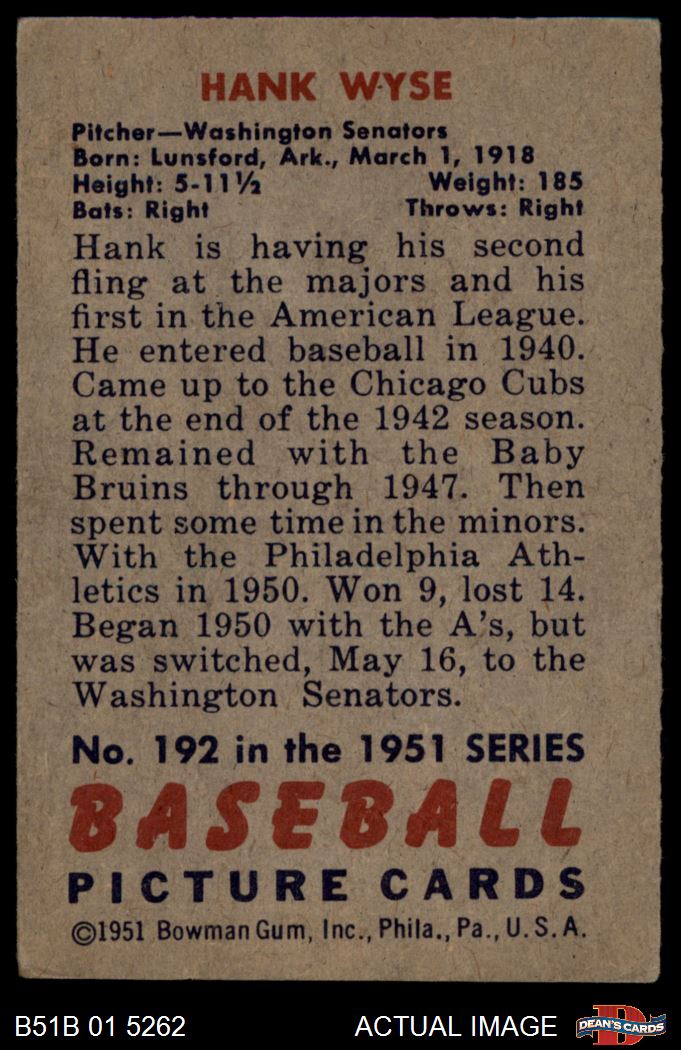 HANK WYSE
Pitcher—Washington Senators
Born: Lunsford, Ark., March 1, 1918
Height: 5-11½ Weight: 185
Bats: Right Throws: Right
Hank is having his second
fling at the majors and his
first in the American League.
He entered baseball in 1940.
Came up to the Chicago Cubs
at the end of the 1942 season.
Remained with the Baby
Bruins through 1947. Then
spent some time in the minors.
With the Philadelphia Ath-
letics in 1950. Won 9, lost 14.
Began 1950 with the A's, but
was switched, May 16, to the
Washington Senators.
No. 192 in the 1951 SERIES
BASEBALL
PICTURE CARDS
©1951 Bowman Gum, Inc., Phila., Pa., U.S.A.
B51B 01 5262 ACTUAL IMAGE DEAN'S CARDS